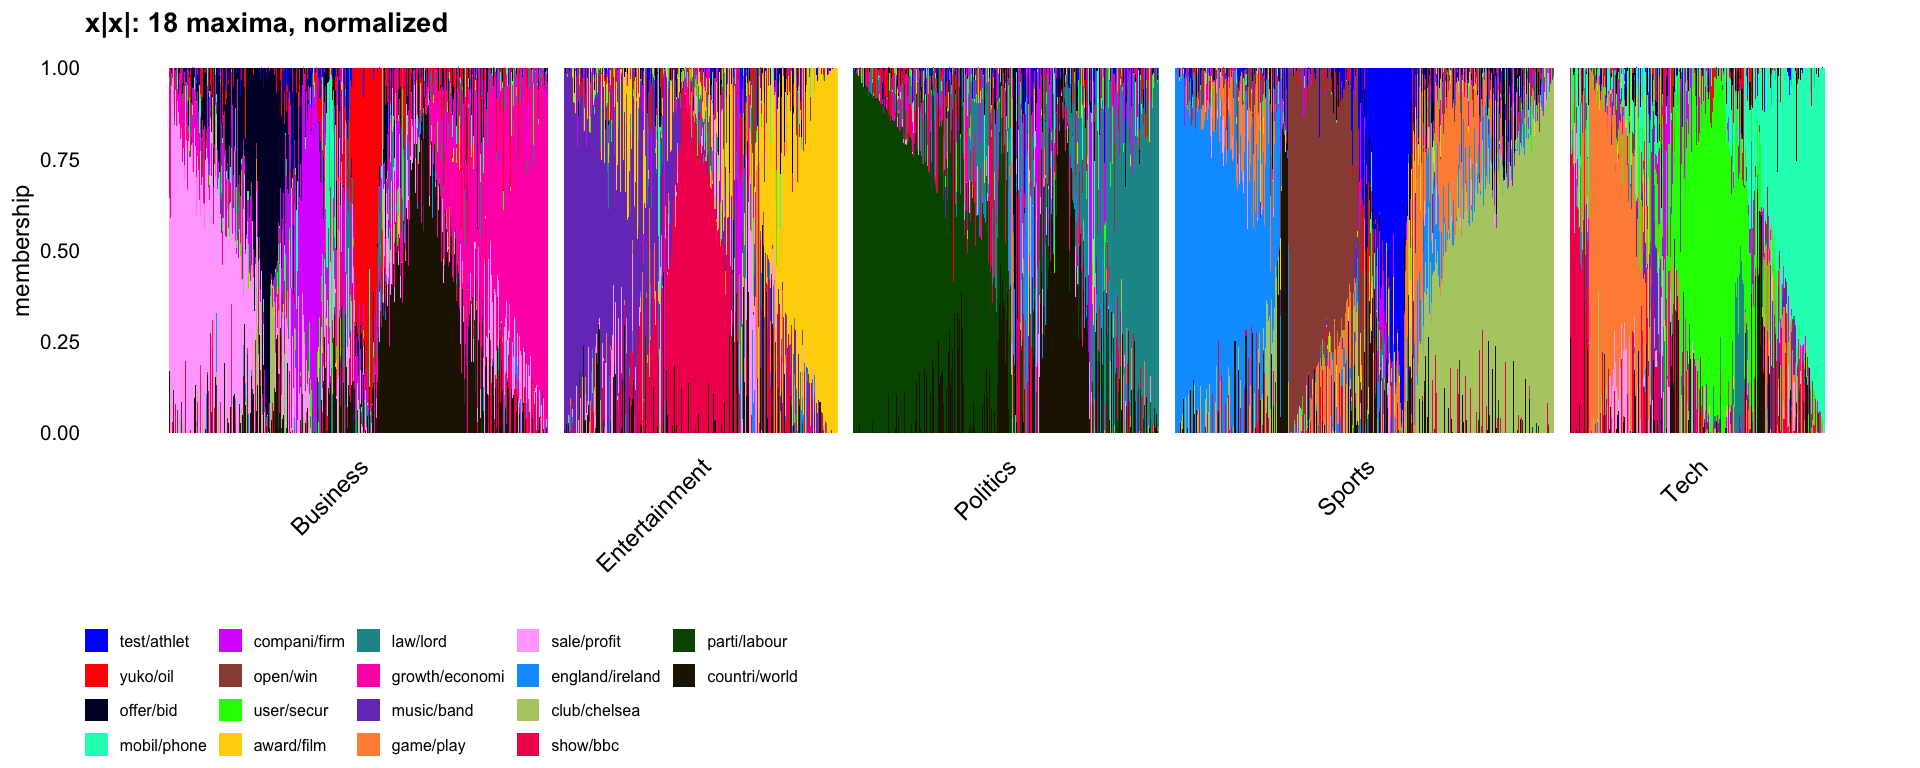 x|x|: 18 maxima, normalized
1.00
0.75
0.50
0.25
0.00
membership
Business
Entertainment
Politics
Sports
Tech
test/athlet
yuko/oil
offer/bid
mobil/phone
compani/firm
open/win
user/secur
award/film
law/lord
growth/economi
music/band
game/play
sale/profit
england/ireland
club/chelsea
show/bbc
parti/labour
countri/world